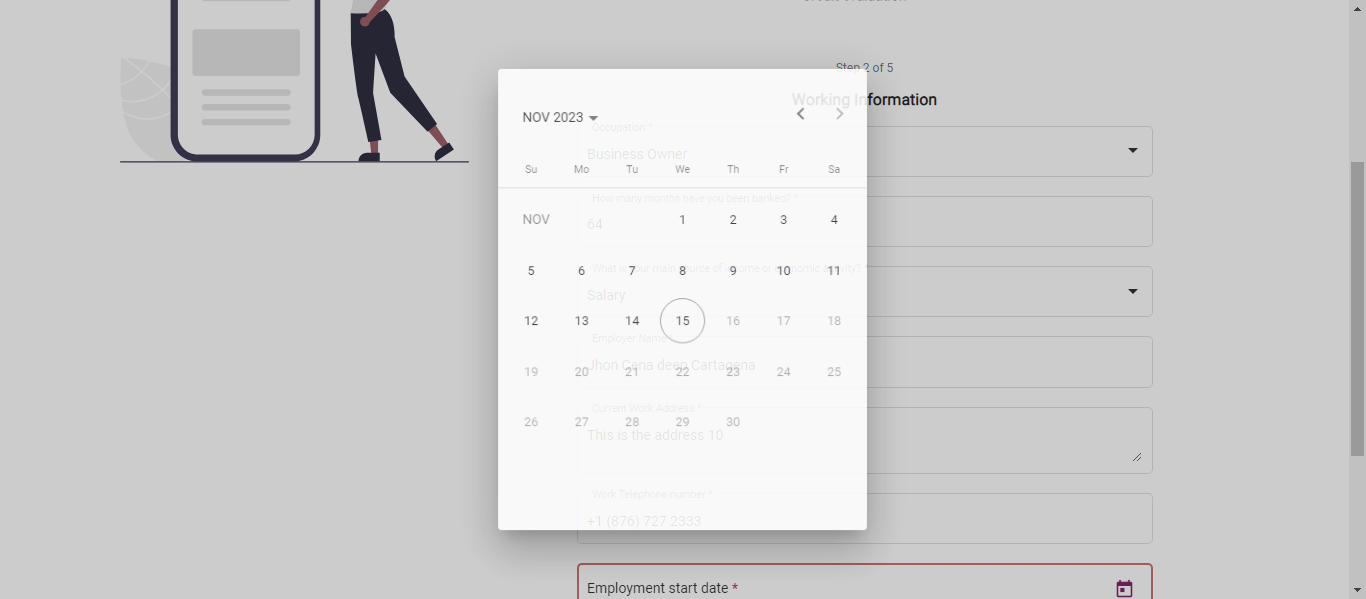 Step 2 of 5
Working Information
NOV 2023
Occupation *
Business Owner
Su Mo Tu We Th Fr Sa
How many months have you been banked? *
NOV 1 2 3 4
64
What is your main source of income or economic activity? *
5 6 7 8 9 10 11
Salary
12 13 14 15 16 17 18
Employer Name *
Jhon Cena deep Cartagena
19 20 21 22 23 24 25
Current Work Address *
26 27 28 29 30
This is the address 10
Work Telephone number *
+1 (876) 727 2333
Employment start date *